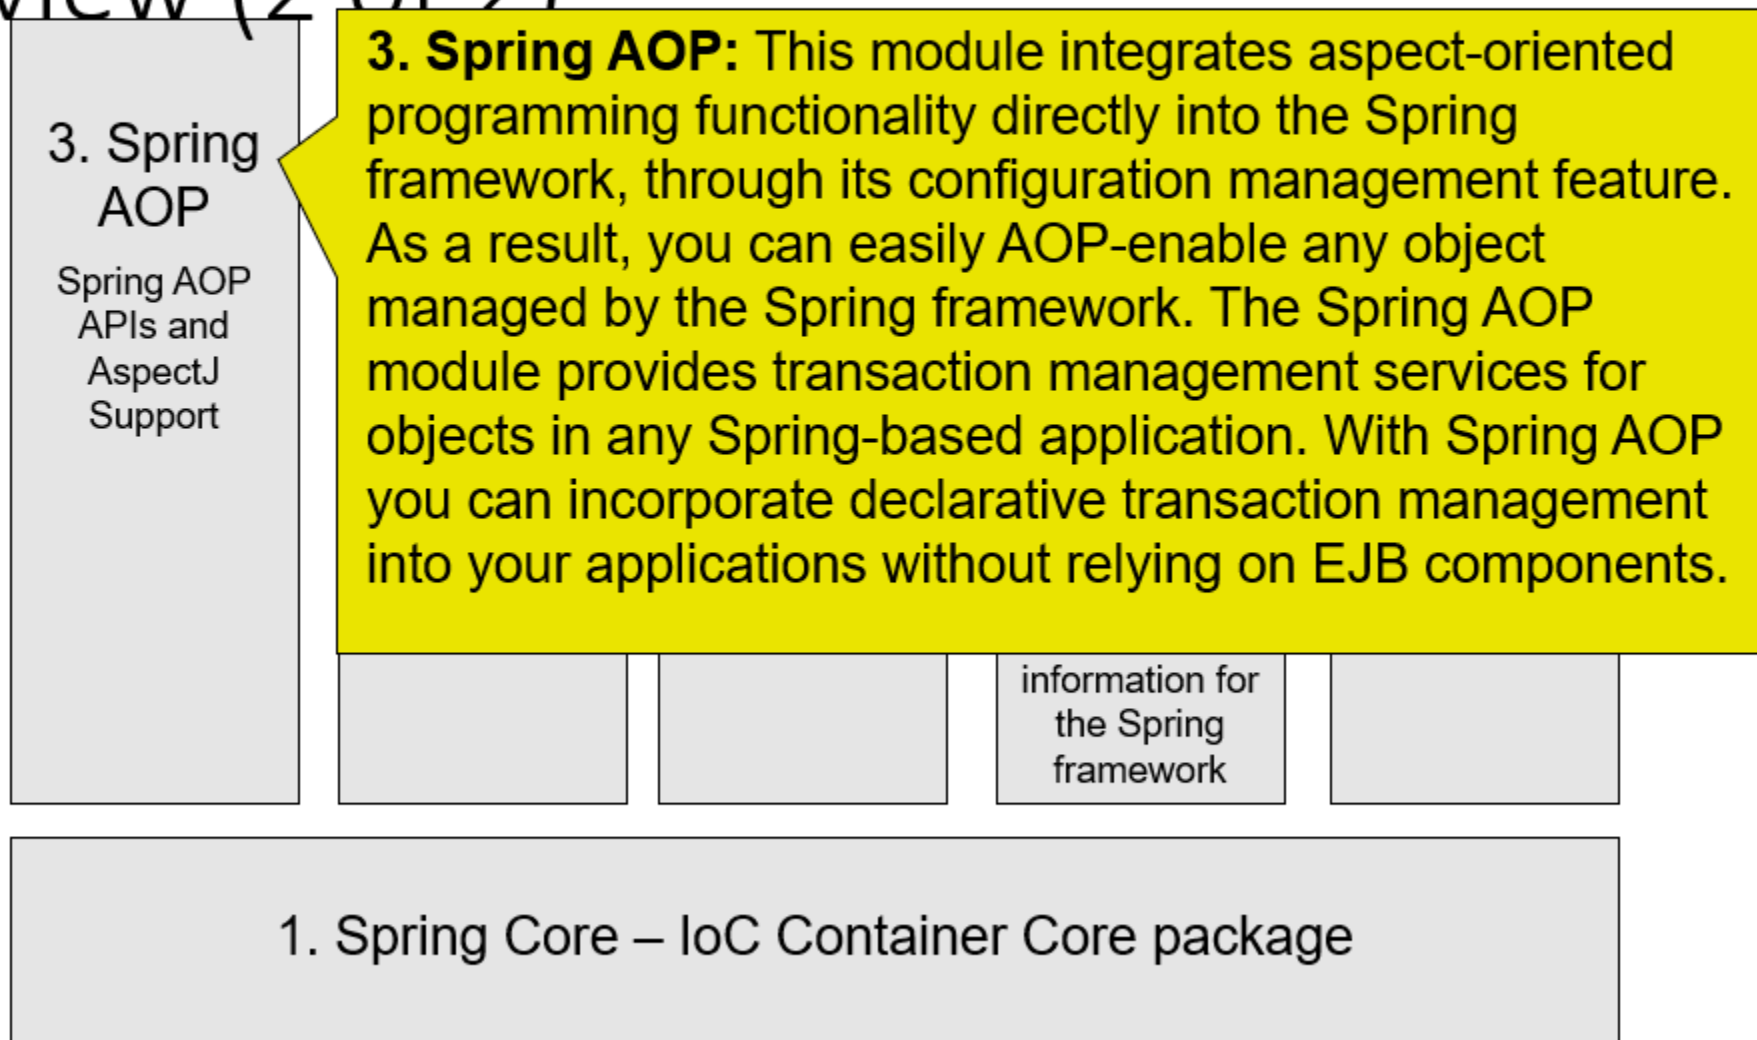 view (2 of 2)
3. Spring
AOP
Spring AOP
APIs and
AspectJ
Support
3. Spring AOP: This module integrates aspect-oriented
programming functionality directly into the Spring
framework, through its configuration management feature.
As a result, you can easily AOP-enable any object
managed by the Spring framework. The Spring AOP
module provides transaction management services for
objects in any Spring-based application. With Spring AOP
you can incorporate declarative transaction management
into your applications without relying on EJB components.
information for
the Spring
framework
1. Spring Core – IoC Container Core package